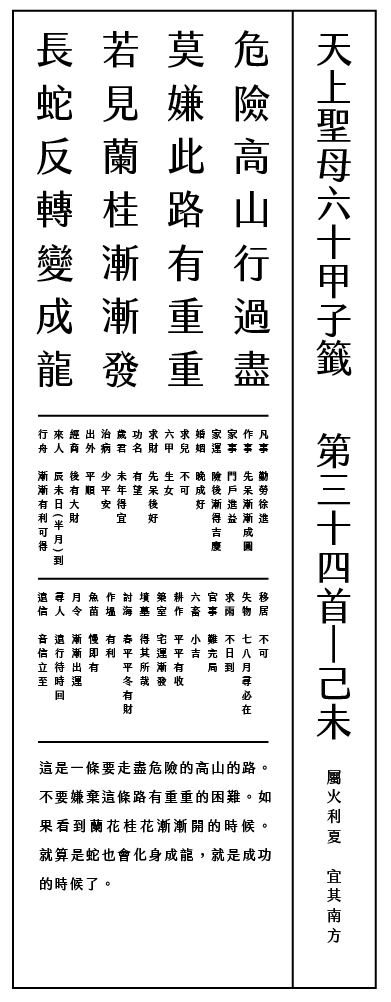 天上聖母六十甲子籤　第三十四首—己未
屬火利夏　宜其南方
危險高山行過盡
莫嫌此路有重重
若見蘭桂漸漸發
長蛇反轉變成龍
凡事　勤勞徐進
作事　先呆漸漸成圓
家事　門戶進益
家運　險後漸得吉慶
婚姻　晚成好
求兒　不可
六甲　生女
求財　先呆後好
功名　有望
歲君　未年得宜
治病　少平安
出外　平順
經商　後有大財
來人　辰未日(半月)到
行舟　漸漸有利可得
移居　不可
失物　七八月尋必在
求雨　不日到
官事　難完局
六畜　小吉
耕作　平平有收
築室　宅運漸發
墳墓　得其所哉
討海　春平平冬有財
作塭　有利
魚苗　慢即有
月令　漸漸出運
尋人　遠行待時回
遠信　音信立至
這是一條要走盡危險的高山的路。
不要嫌棄這條路有重重的困難。如
果看到蘭花桂花漸漸開的時候。
就算是蛇也會化身成龍，就是成功
的時候了。